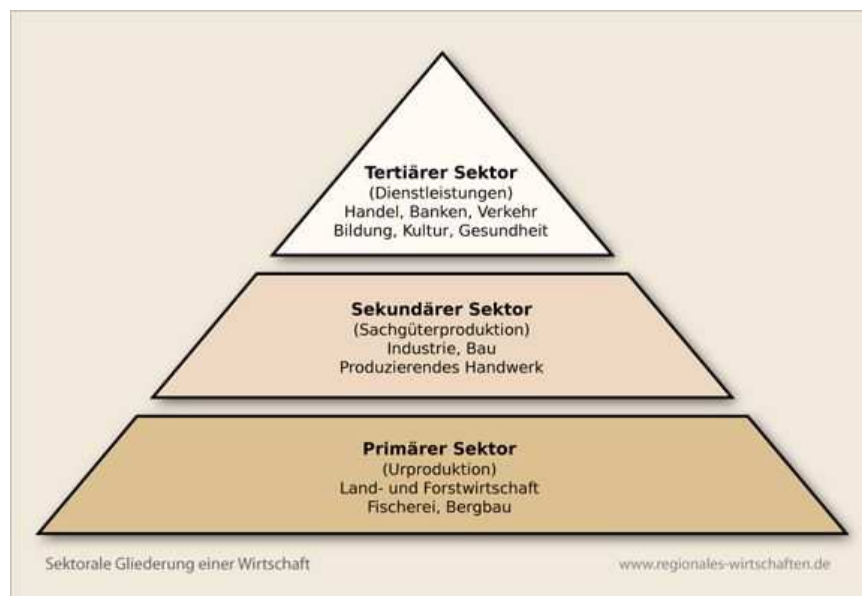 Tertiärer Sektor
(Dienstleistungen)
Handel, Banken, Verkehr
Bildung, Kultur, Gesundheit
Sekundärer Sektor
(Sachgüterproduktion)
Industrie, Bau
Produzierendes Handwerk
Primärer Sektor
(Urproduktion)
Land- und Forstwirtschaft
Fischerei, Bergbau
Sektorale Gliederung einer Wirtschaft
www.regionales-wirtschaften.de